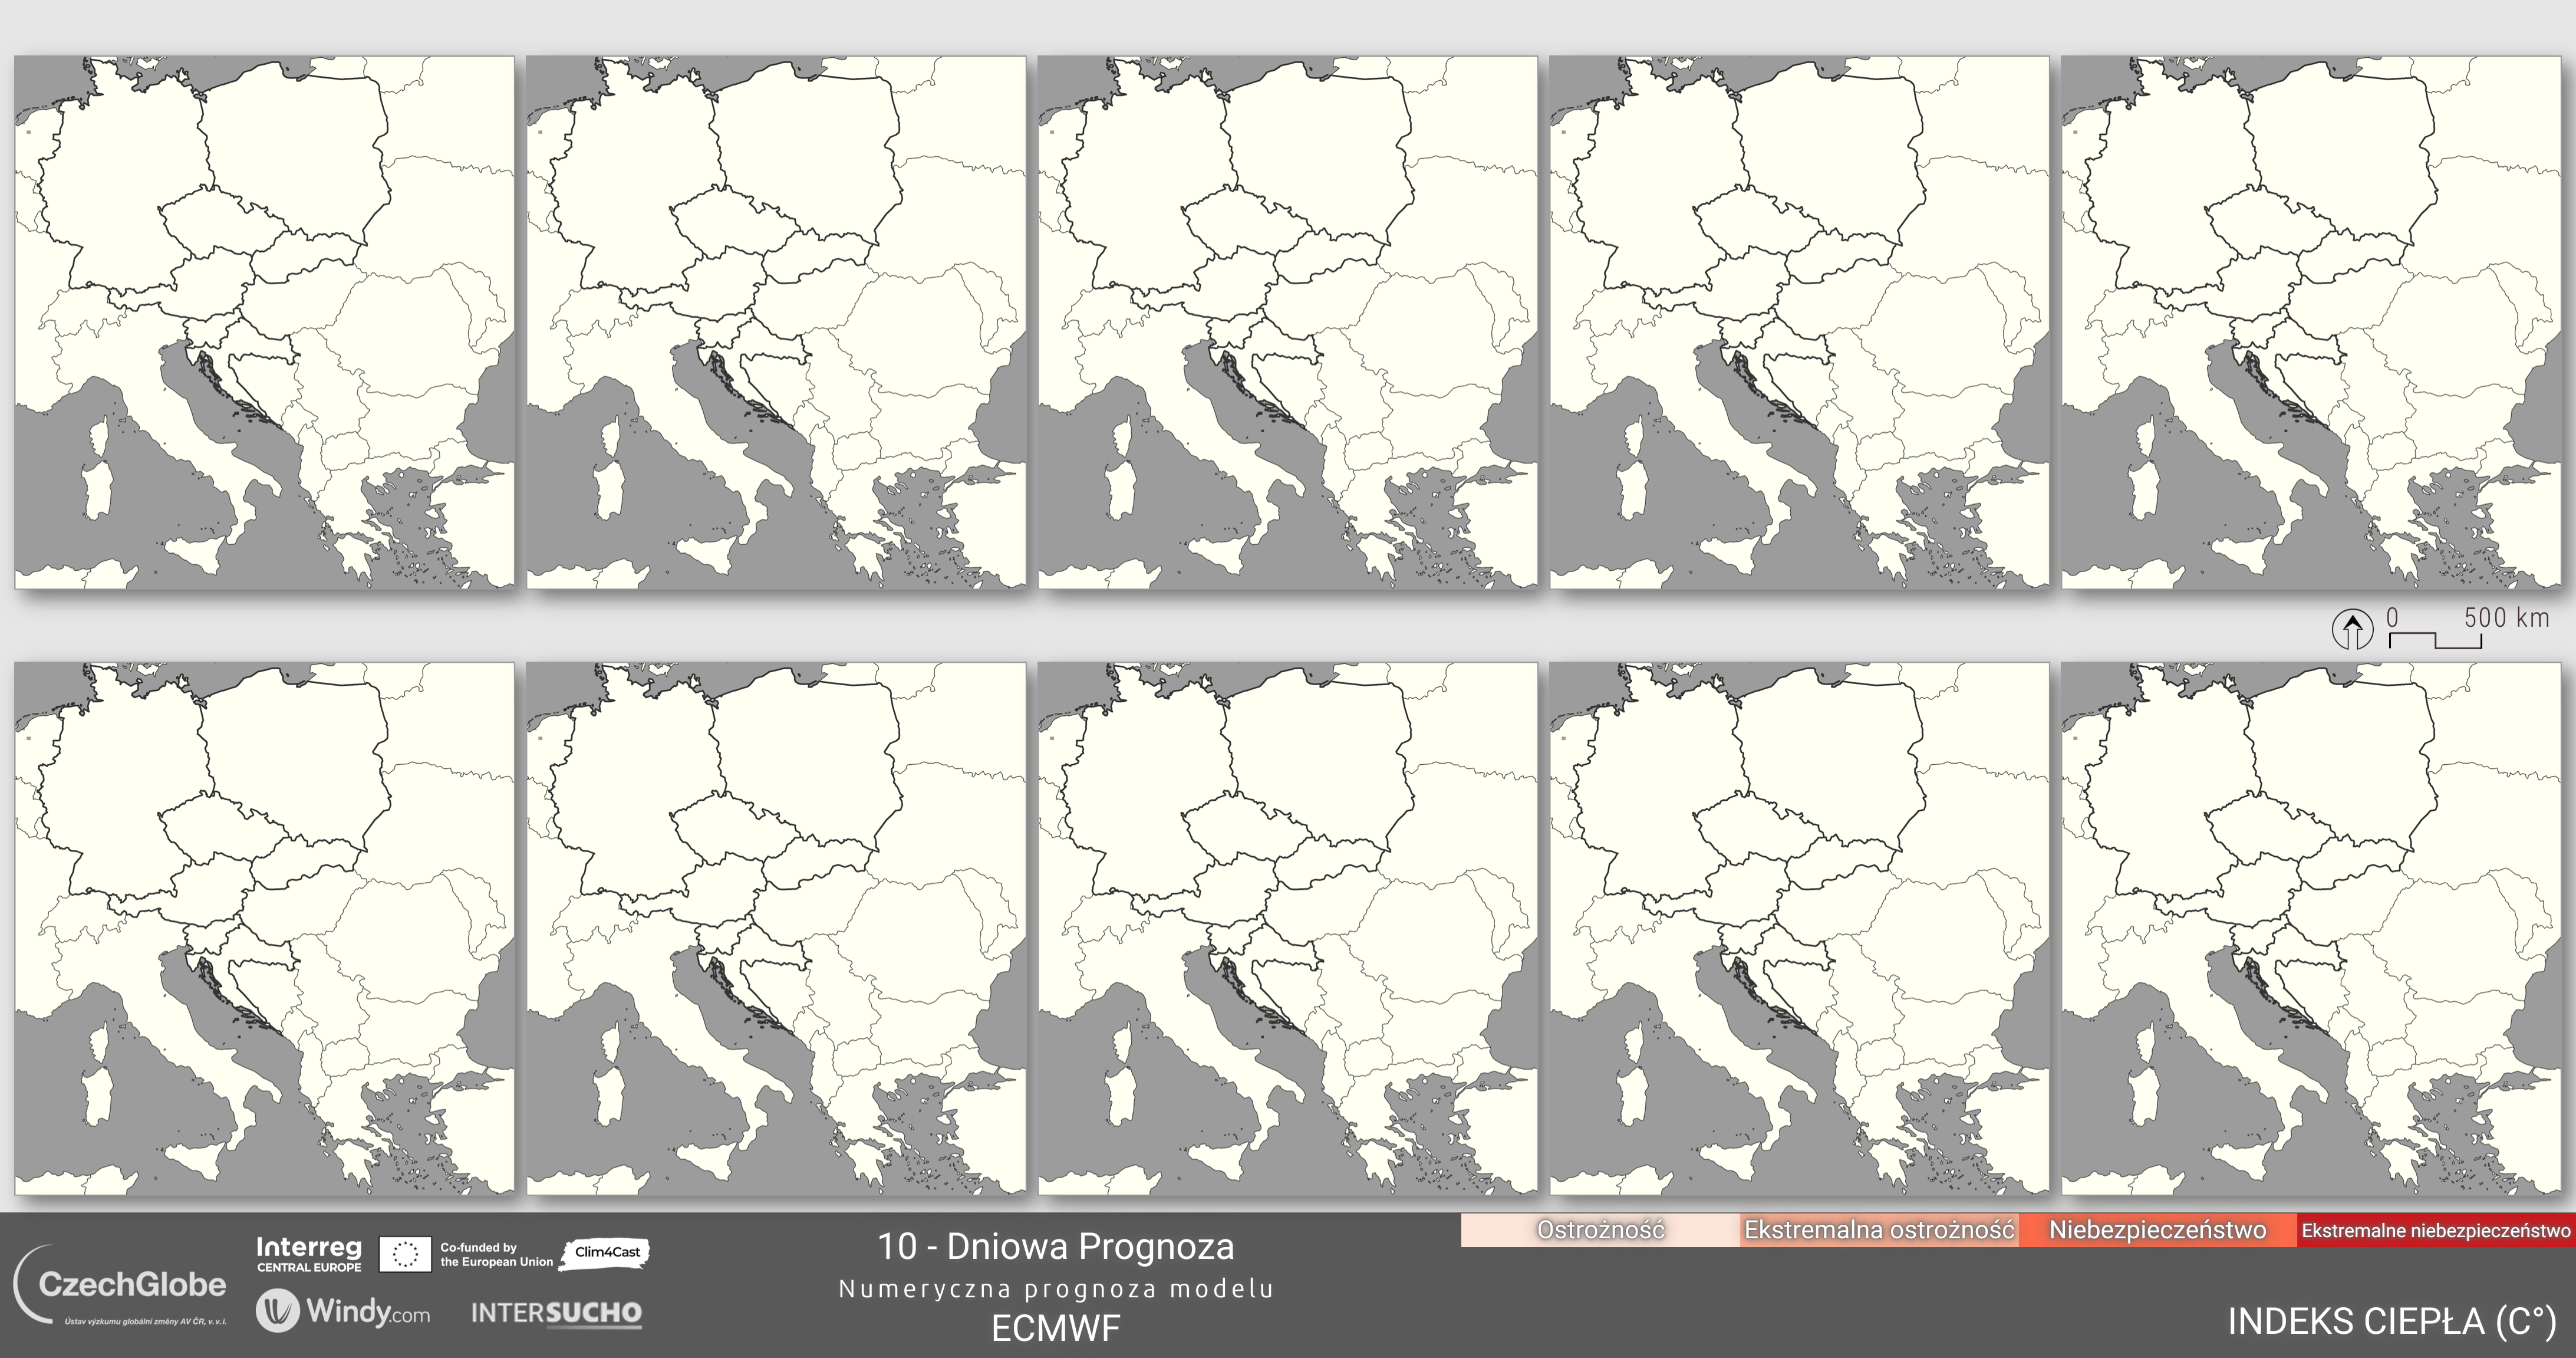 0 500 km
Ostrożność Ekstremalna ostrożność Niebezpieczeństwo Ekstremalne niebezpieczeństwo
CzechGlobe
Ústav výzkumu globální změny AV ČR, v. v. i.
Interreg
CENTRAL EUROPE
Co-funded by
the European Union
Clim4Cast
Windy.com
INTERSUCHO
10 - Dniowa Prognoza
Numeryczna prognoza modelu
ECMWF
INDEKS CIEPŁA (C°)